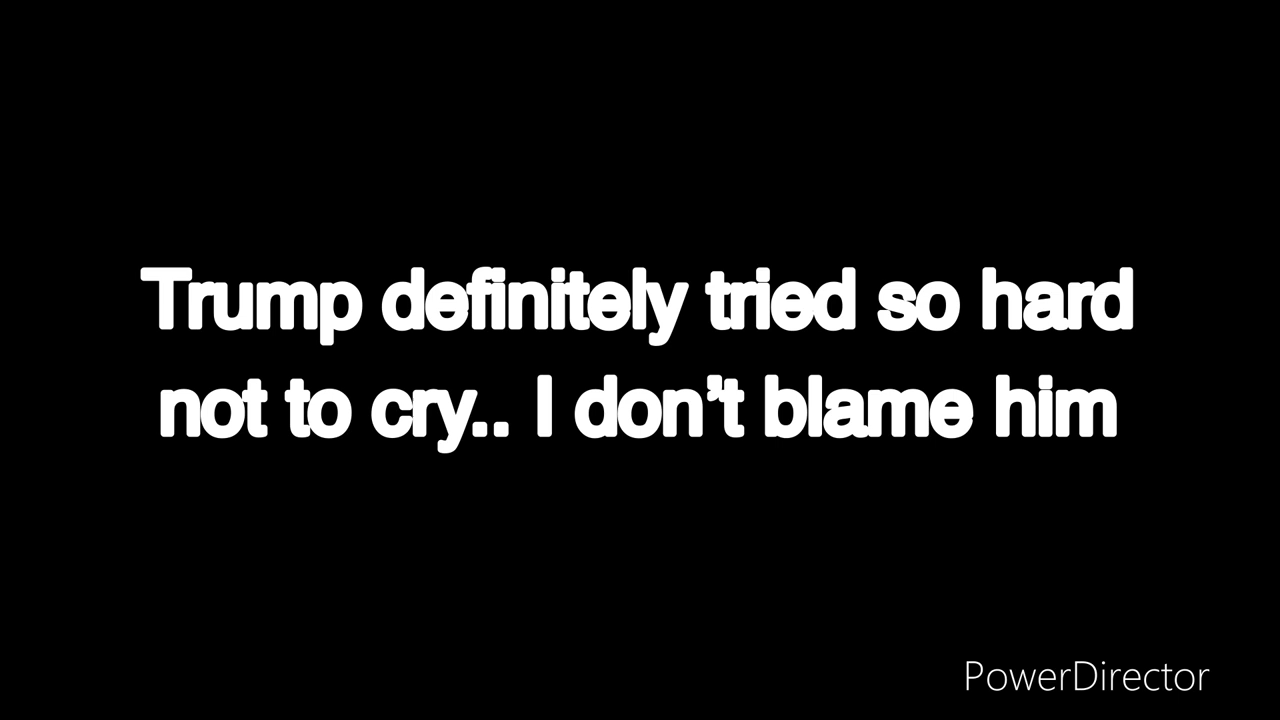 Trump definitely tried so hard
not to cry.. I don’t blame him
PowerDirector